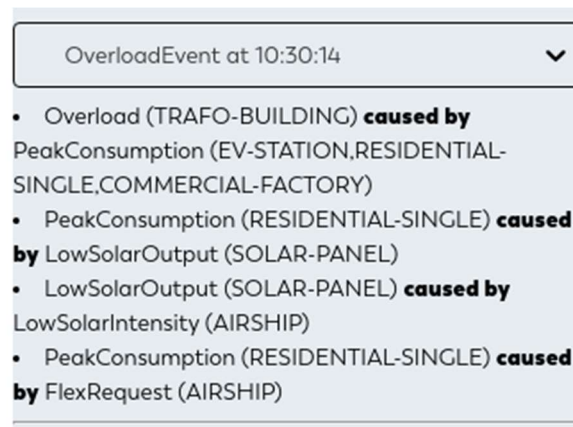 OverloadEvent at 10:30:14
• Overload (TRAFO-BUILDING) caused by
PeakConsumption (EV-STATION,RESIDENTIAL-
SINGLE,COMMERCIAL-FACTORY)
• PeakConsumption (RESIDENTIAL-SINGLE) caused
by LowSolarOutput (SOLAR-PANEL)
• LowSolarOutput (SOLAR-PANEL) caused by
LowSolarIntensity (AIRSHIP)
• PeakConsumption (RESIDENTIAL-SINGLE) caused
by FlexRequest (AIRSHIP)